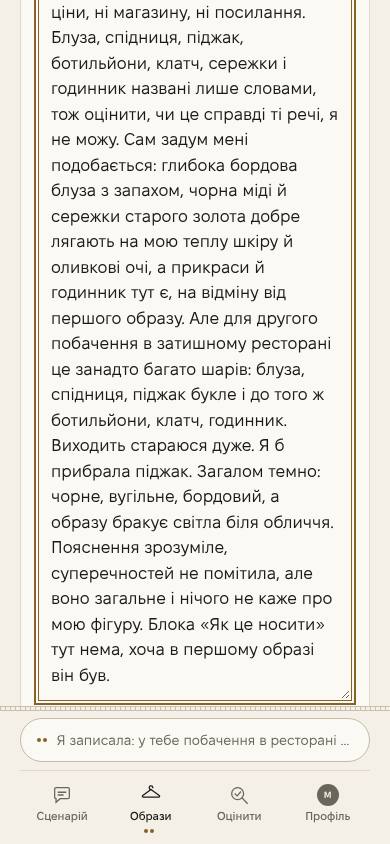 ціни, ні магазину, ні посилання.
Блуза, спідниця, піджак,
ботильйони, клатч, сережки і
годинник названі лише словами,
тож оцінити, чи це справді ті речі, я
не можу. Сам задум мені
подобається: глибока бордова
блуза з запахом, чорна міді й
сережки старого золота добре
лягають на мою теплу шкіру й
оливкові очі, а прикраси й
годинник тут є, на відміну від
першого образу. Але для другого
побачення в затишному ресторані
це занадто багато шарів: блуза,
спідниця, піджак букле і до того ж
ботильйони, клатч, годинник.
Виходить стараюся дуже. Я б
прибрала піджак. Загалом темно:
чорне, вугільне, бордовий, а
образу бракує світла біля обличчя.
Пояснення зрозуміле,
суперечностей не помітила, але
воно загальне і нічого не каже про
мою фігуру. Блока «Як це носити»
тут нема, хоча в першому образі
він був.
Я записала: у тебе побачення в ресторані ...
Сценарій
Образи
Оцінити
М
Профіль